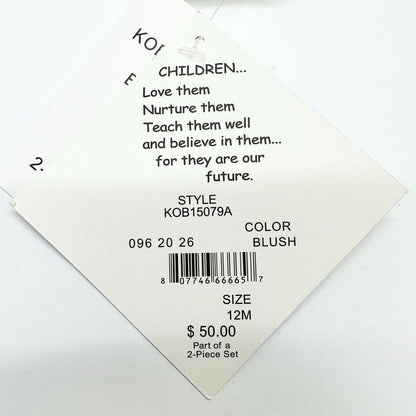 KO
E
2.
CHILDREN...
Love them
Nurture them
Teach them well
and believe in them...
for they are our
future.
STYLE
KOB15079A
COLOR
096 20 26 BLUSH
8 07746 66665 7
SIZE
12M
$ 50.00
Part of a
2-Piece Set